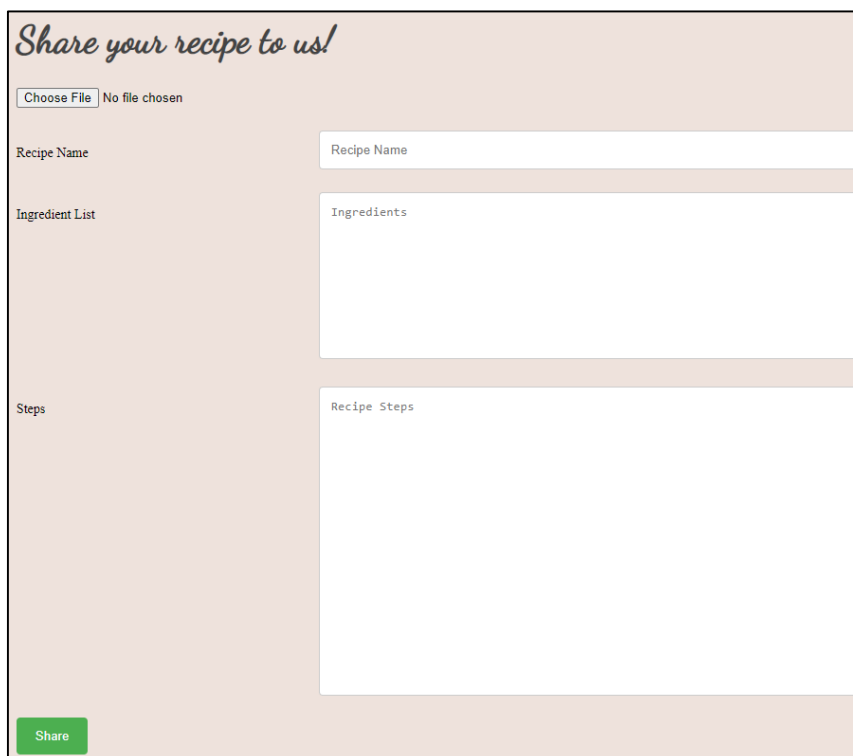 Share your recipe to us!
Choose File No file chosen
Recipe Name Recipe Name
Ingredient List Ingredients
Steps Recipe Steps
Share